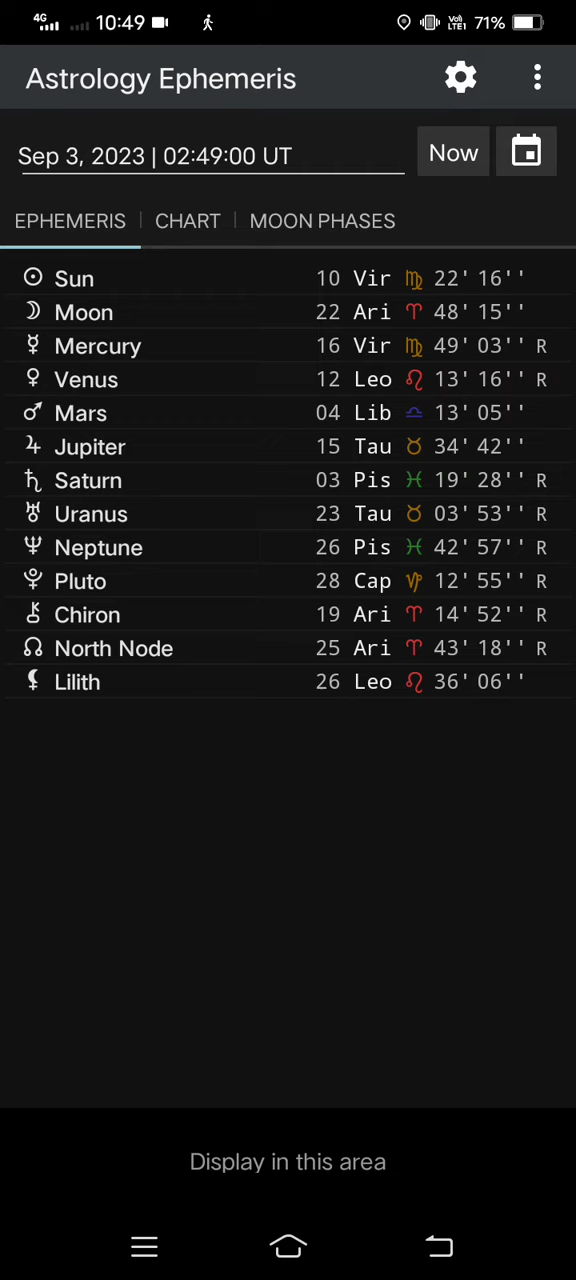 4G 10:49 Vo) LTE1 71%
Astrology Ephemeris
Sep 3, 2023 | 02:49:00 UT Now
EPHEMERIS | CHART | MOON PHASES
☉ Sun 10 Vir ♍ 22' 16''
☽ Moon 22 Ari ♈ 48' 15''
☿ Mercury 16 Vir ♍ 49' 03'' R
♀ Venus 12 Leo ♌ 13' 16'' R
♂ Mars 04 Lib ♎ 13' 05''
♃ Jupiter 15 Tau ♉ 34' 42''
♄ Saturn 03 Pis ♓ 19' 28'' R
♅ Uranus 23 Tau ♉ 03' 53'' R
♆ Neptune 26 Pis ♓ 42' 57'' R
⯓ Pluto 28 Cap ♑ 12' 55'' R
⚷ Chiron 19 Ari ♈ 14' 52'' R
☊ North Node 25 Ari ♈ 43' 18'' R
⚸ Lilith 26 Leo ♌ 36' 06''
Display in this area